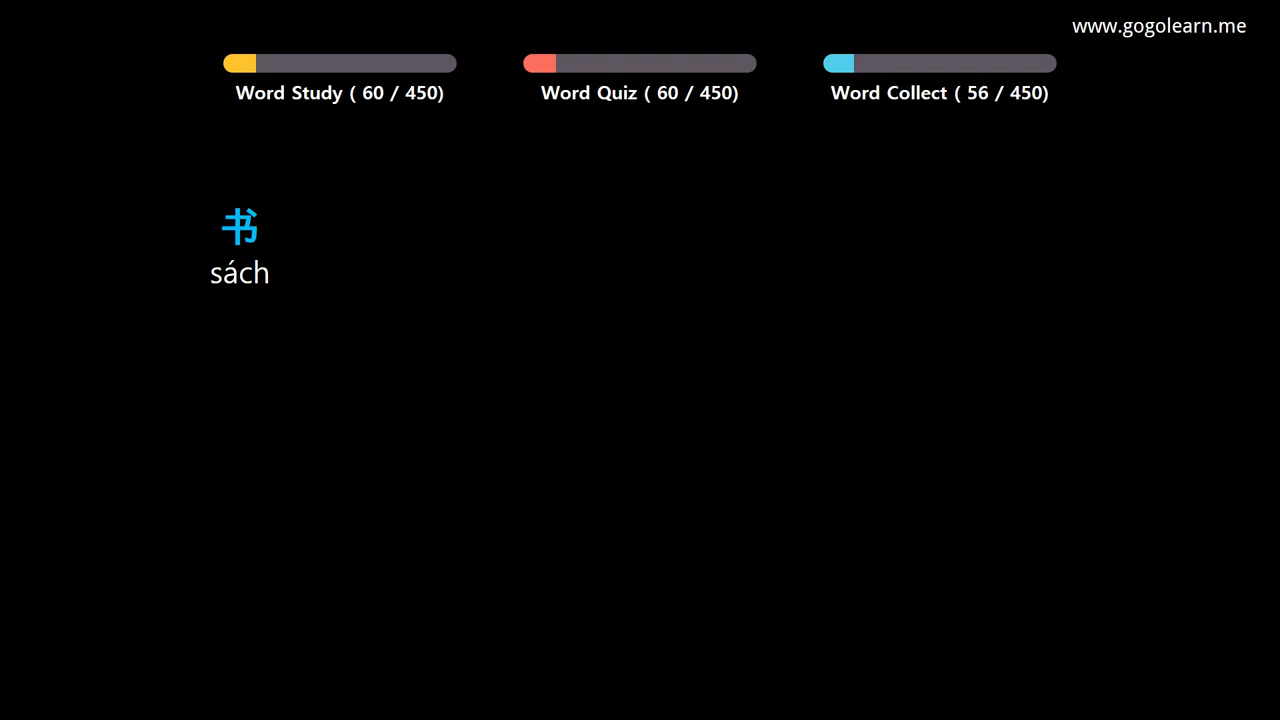 www.gogolearn.me
Word Study ( 60 / 450)
Word Quiz ( 60 / 450)
Word Collect ( 56 / 450)
书
sách